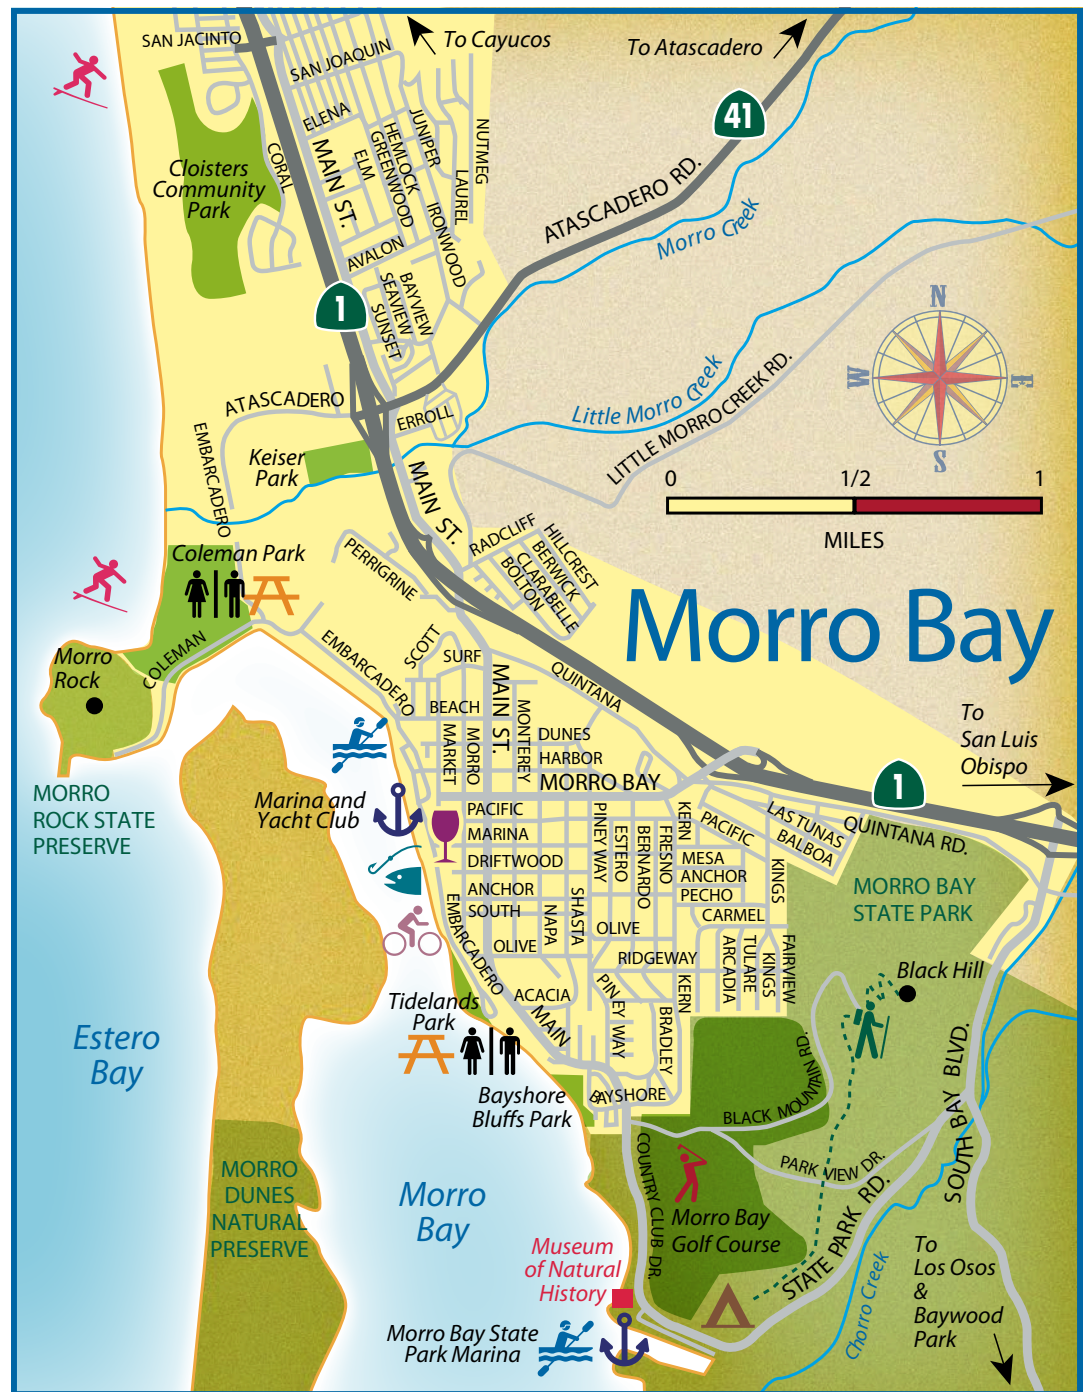 SAN JACINTO
To Cayucos
To Atascadero
SAN JOAQUIN
41
ELENA
MAIN ST.
ELM
GREENWOOD
HEMLOCK
JUNIPER
NUTMEG
LAUREL
IRONWOOD
CORAL
Cloisters
Community
Park
ATASCADERO RD.
Morro Creek
AVALON
SEAVIEW
BAYVIEW
SUNSET
1
N
W
E
S
ATASCADERO
ERROLL
EMBARCADERO
Keiser
Park
Little Morro Creek
LITTLE MORRO CREEK RD.
0
1/2
1
MILES
MAIN ST.
RADCLIFF
HILLCREST
BERWICK
CLARABELLE
BOLTON
Coleman Park
PERRIGRINE
Morro Bay
COLEMAN
Morro
Rock
EMBARCADERO
SCOTT
SURF
QUINTANA
MAIN ST.
BEACH
MONTEREY
MARKET
MORRO
DUNES
HARBOR
MORRO BAY
To
San Luis
Obispo
1
MORRO
ROCK STATE
PRESERVE
Marina and
Yacht Club
PACIFIC
MARINA
DRIFTWOOD
ANCHOR
SOUTH
OLIVE
PINEY WAY
ESTERO
BERNARDO
FRESNO
KERN
PACIFIC
LAS TUNAS
BALBOA
QUINTANA RD.
MESA
ANCHOR
PECHO
KINGS
CARMEL
MORRO BAY
STATE PARK
EMBARCADERO
NAPA
SHASTA
OLIVE
RIDGEWAY
ARCADIA
TULARE
KINGS
FAIRVIEW
Black Hill
Tidelands
Park
ACACIA
MAIN
PINEY WAY
KERN
BRADLEY
Estero
Bay
BLACK MOUNTAIN RD.
SOUTH BAY BLVD.
Bayshore
Bluffs Park
BAYSHORE
MORRO
DUNES
NATURAL
PRESERVE
Morro
Bay
COUNTRY CLUB DR.
PARK VIEW DR.
STATE PARK RD.
Morro Bay
Golf Course
Museum
of Natural
History
Chorro Creek
To
Los Osos
&
Baywood
Park
Morro Bay State
Park Marina